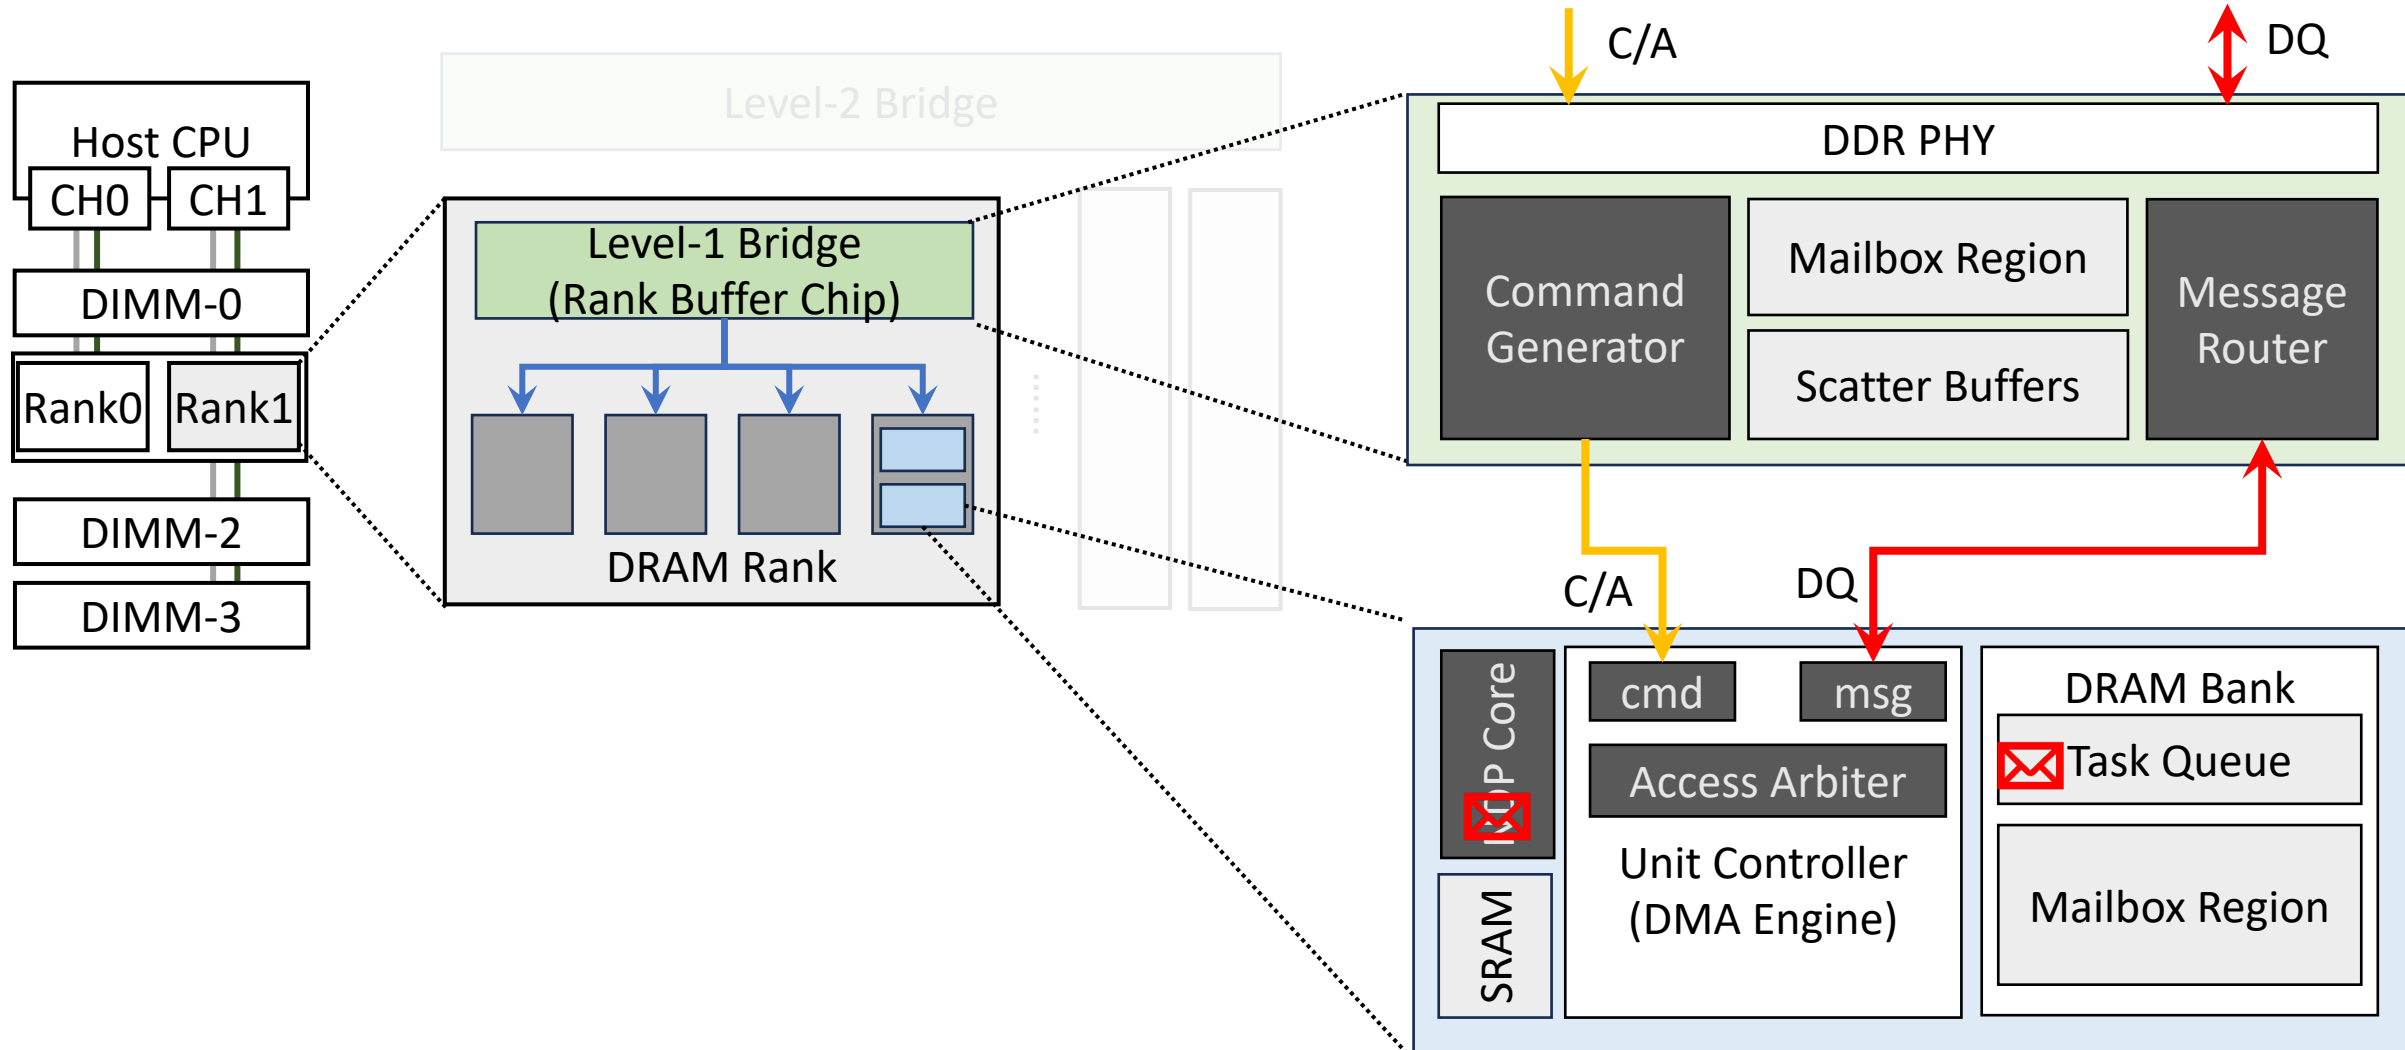 Host CPU
CH0
CH1
DIMM-0
Rank0
Rank1
DIMM-2
DIMM-3
Level-2 Bridge
Level-1 Bridge
(Rank Buffer Chip)
DRAM Rank
C/A
DQ
DDR PHY
Command
Generator
Mailbox Region
Scatter Buffers
Message
Router
C/A
DQ
Core
SRAM
cmd
msg
Access Arbiter
Unit Controller
(DMA Engine)
DRAM Bank
Task Queue
Mailbox Region